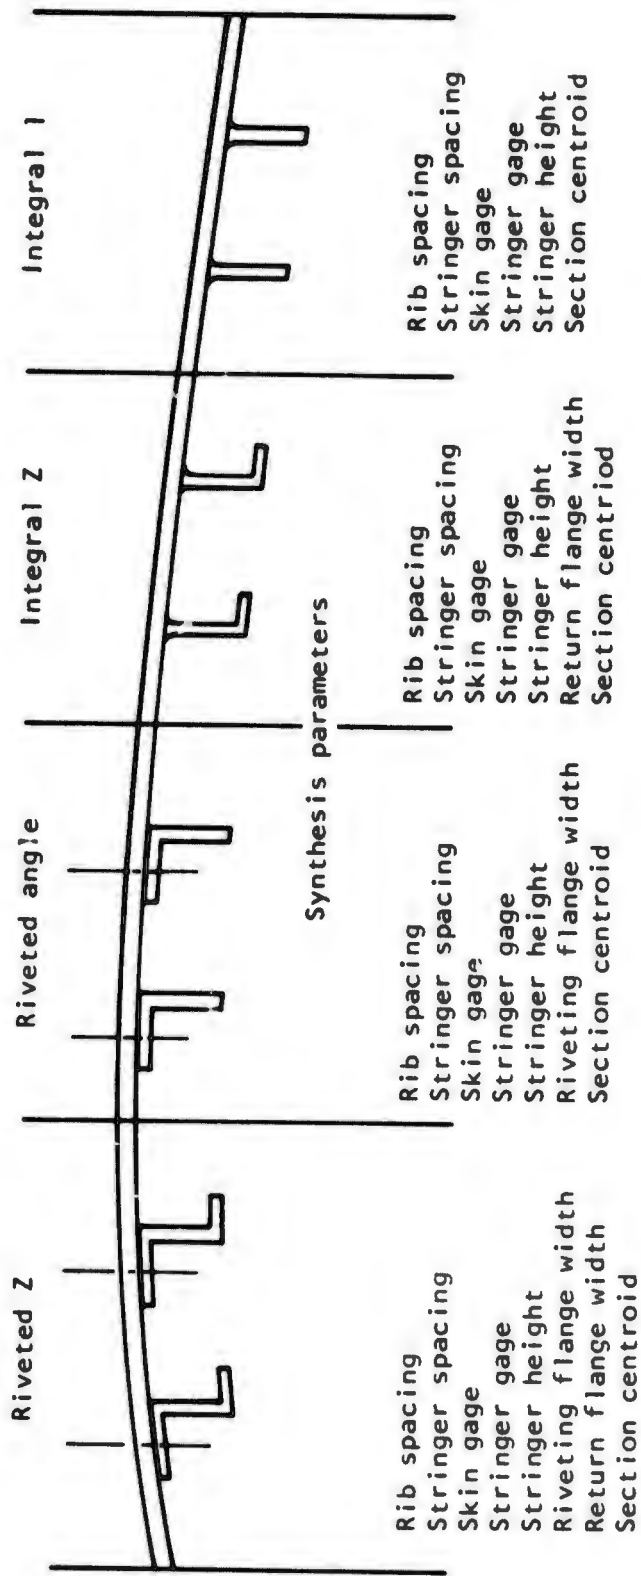 Riveted Z
Riveted angle
Integral Z
Integral I
Synthesis parameters
Rib spacing
Stringer spacing
Skin gage
Stringer gage
Stringer height
Riveting flange width
Return flange width
Section centroid
Rib spacing
Stringer spacing
Skin gage
Stringer gage
Stringer height
Riveting flange width
Section centroid
Rib spacing
Stringer spacing
Skin gage
Stringer gage
Stringer height
Return flange width
Section centriod
Rib spacing
Stringer spacing
Skin gage
Stringer gage
Stringer height
Section centroid